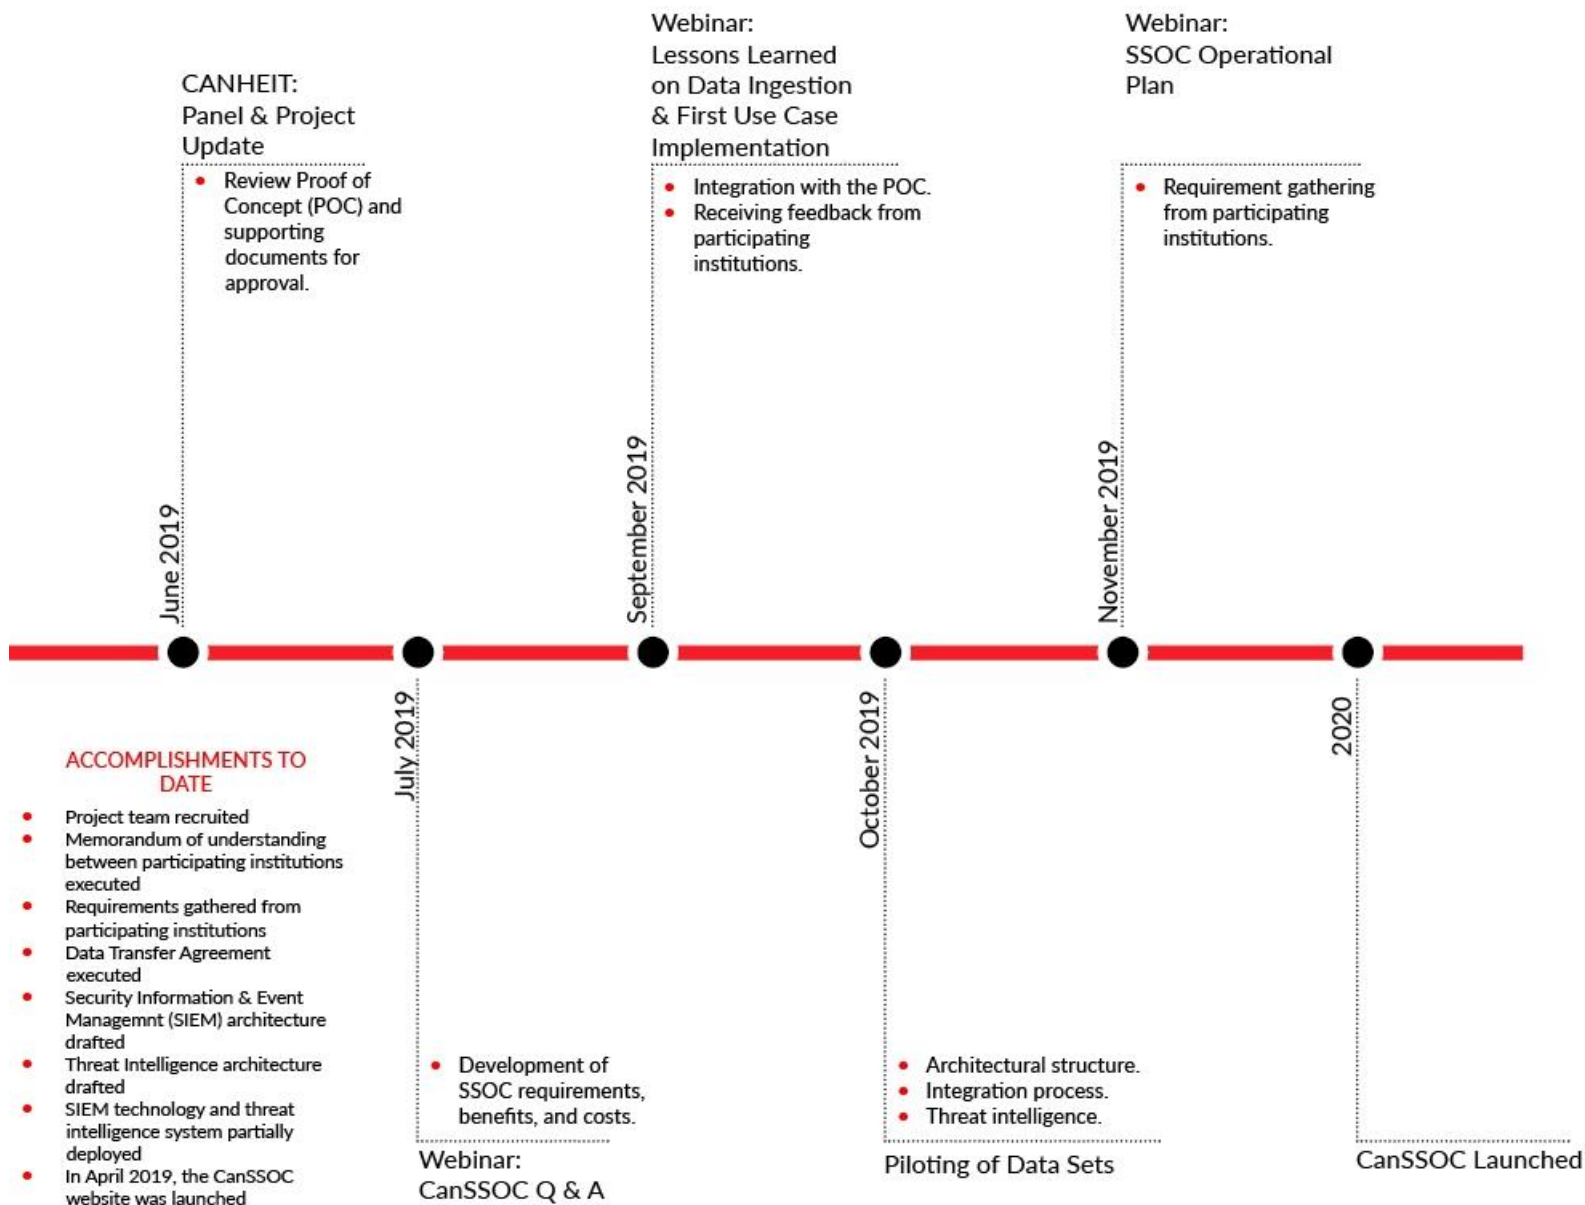 CANHEIT:
Panel & Project
Update
Review Proof of
Concept (POC) and
supporting
documents for
approval.
June 2019
Webinar:
Lessons Learned
on Data Ingestion
& First Use Case
Implementation
Integration with the POC.
Receiving feedback from
participating
institutions.
September 2019
Webinar:
SSOC Operational
Plan
Requirement gathering
from participating
institutions.
November 2019
ACCOMPLISHMENTS TO
DATE
Project team recruited
Memorandum of understanding
between participating institutions
executed
Requirements gathered from
participating institutions
Data Transfer Agreement
executed
Security Information & Event
Managemnt (SIEM) architecture
drafted
Threat Intelligence architecture
drafted
SIEM technology and threat
intelligence system partially
deployed
In April 2019, the CanSSOC
website was launched
July 2019
Development of
SSOC requirements,
benefits, and costs.
Webinar:
CanSSOC Q & A
October 2019
Architectural structure.
Integration process.
Threat intelligence.
Piloting of Data Sets
2020
CanSSOC Launched